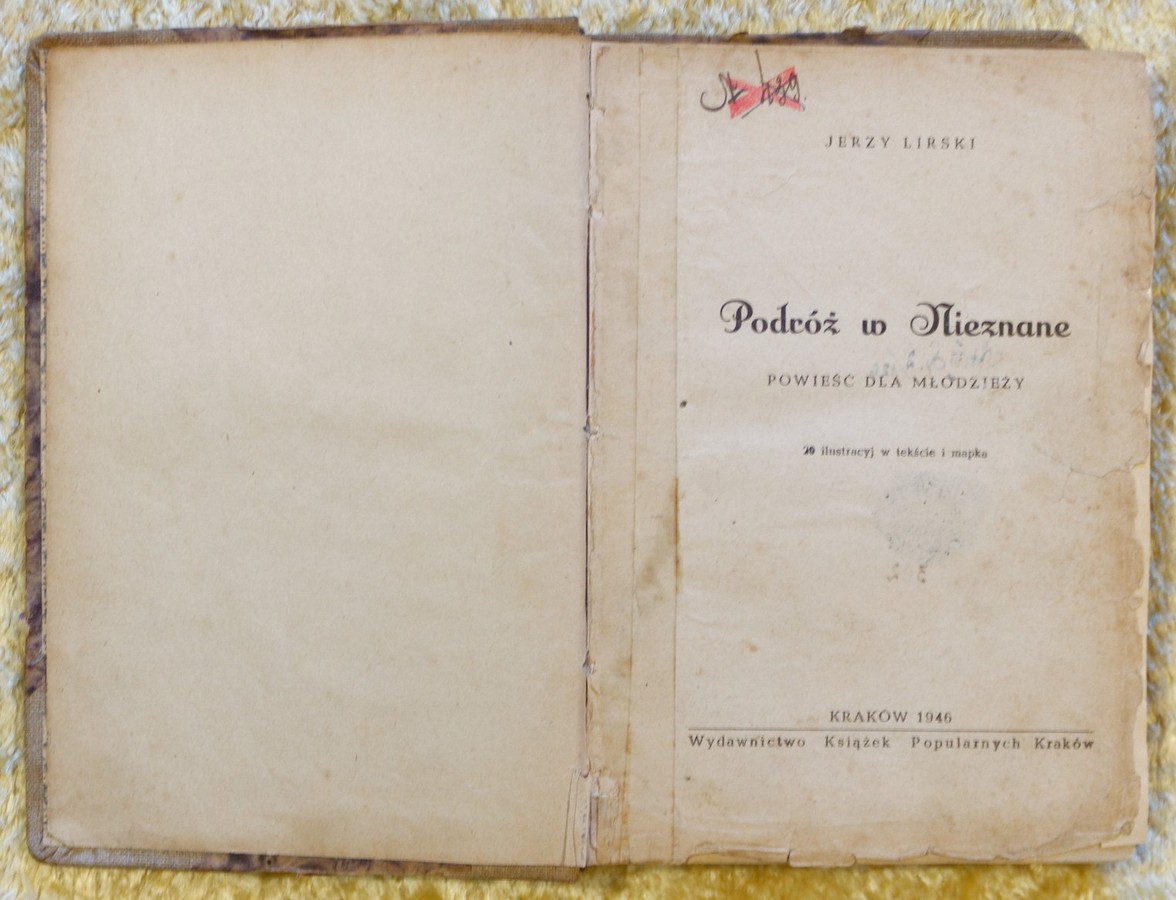 JERZY LIRSKI
Podróż w Nieznane
POWIEŚĆ DLA MŁODZIEŻY
20 ilustracyj w tekście i mapka
KRAKÓW 1946
Wydawnictwo Książek Popularnych Kraków